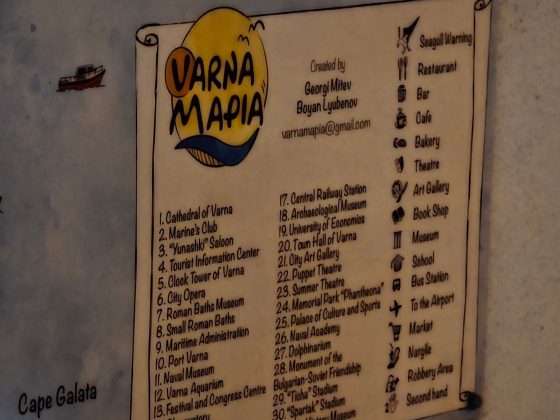 VARNA
MAPIA
Created by
Georgi Mitev
Boyan Lyubenov
varnamapia@gmail.com
1. Cathedral of Varna
2. Marine's Club
3. "Yunashki" Saloon
4. Tourist Information Center
5. Clock Tower of Varna
6. City Opera
7. Roman Baths Museum
8. Small Roman Baths
9. Maritime Administration
10. Port Varna
11. Naval Museum
12. Varna Aquarium
13. Festival and Congress Centre
17. Central Railway Station
18. Archaeological Museum
19. University of Economics
20. Town Hall of Varna
21. City Art Gallery
22. Puppet Theatre
23. Summer Theatre
24. Memorial Park "Phantheona"
25. Palace of Culture and Sports
26. Naval Academy
27. Dolphinarium
28. Monument of the
Bulgarian-Soviet Friendship
29. "Ticha" Stadium
30. "Spartak" Stadium
Museum
Seagull Warning
Restaurant
Bar
Café
Bakery
Theatre
Art Gallery
Book Shop
Museum
Sshool
Bus Station
To the Airport
Market
Nargile
Robbery Area
Second hand
Cape Galata